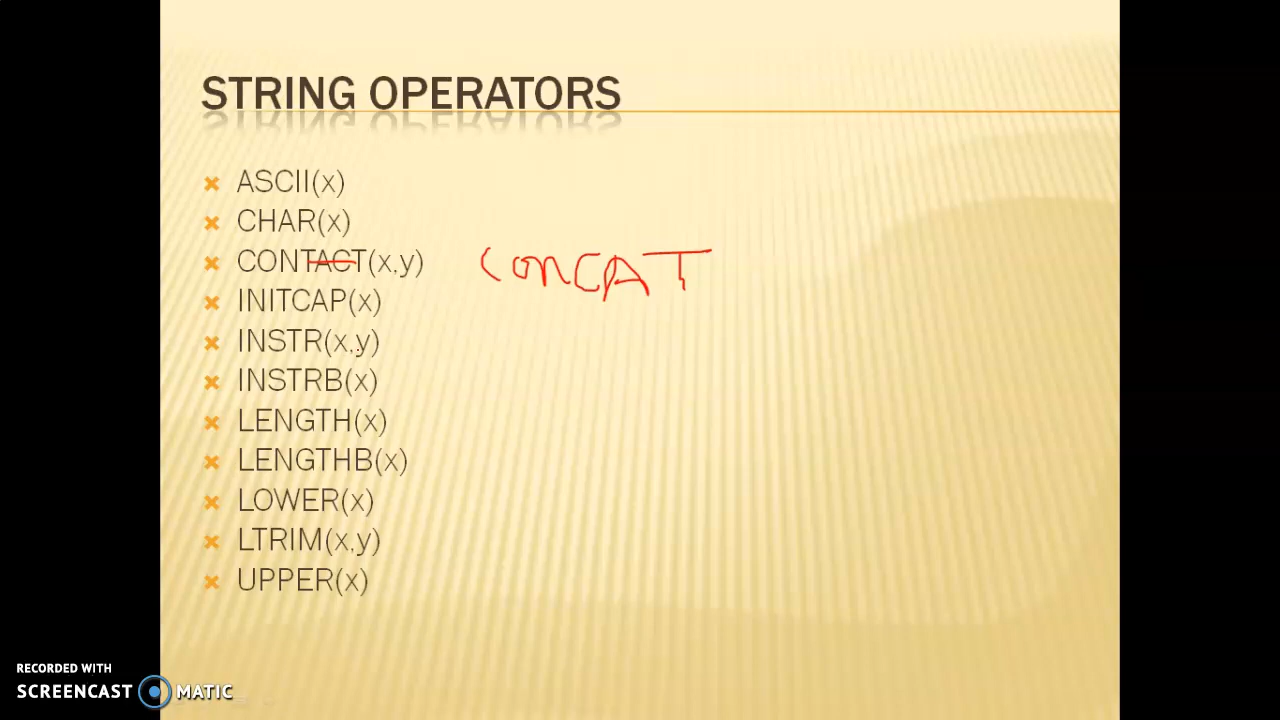 STRING OPERATORS
ASCII(x)
CHAR(x)
CONTACT(x,y) CONCAT
INITCAP(x)
INSTR(x,y)
INSTRB(x)
LENGTH(x)
LENGTHB(x)
LOWER(x)
LTRIM(x,y)
UPPER(x)
RECORDED WITH
SCREENCAST MATIC